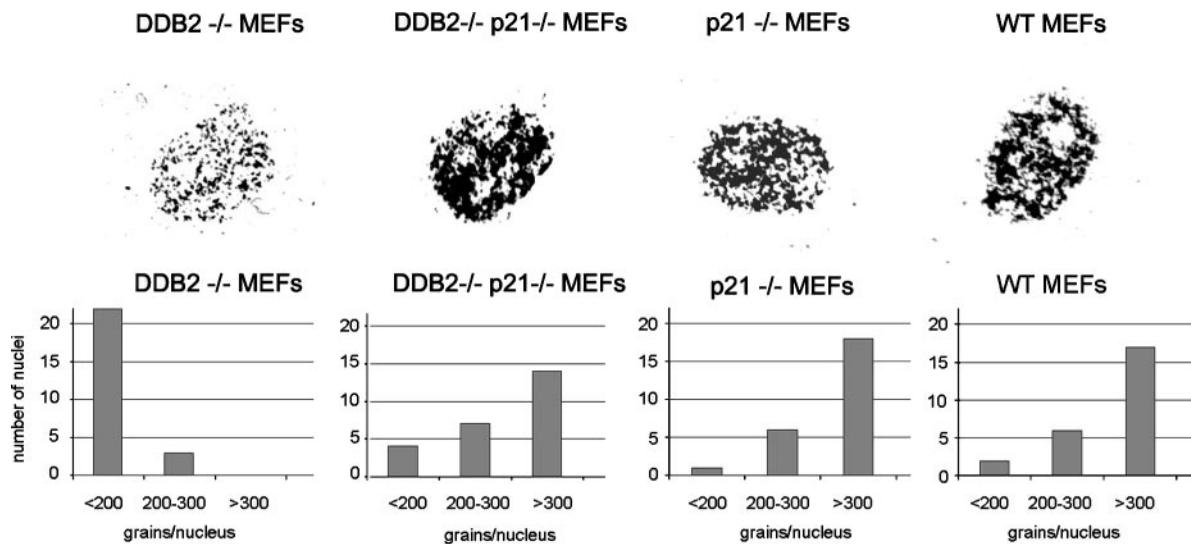 DDB2 -/- MEFs
DDB2-/- p21-/- MEFs
p21 -/- MEFs
WT MEFs
DDB2 -/- MEFs
DDB2-/- p21-/- MEFs
p21 -/- MEFs
WT MEFs
number of nuclei
20
15
10
5
0
<200 200-300 >300
grains/nucleus
20
15
10
5
0
<200 200-300 >300
grains/nucleus
20
15
10
5
0
<200 200-300 >300
grains/nucleus
20
15
10
5
0
<200 200-300 >300
grains/nucleus